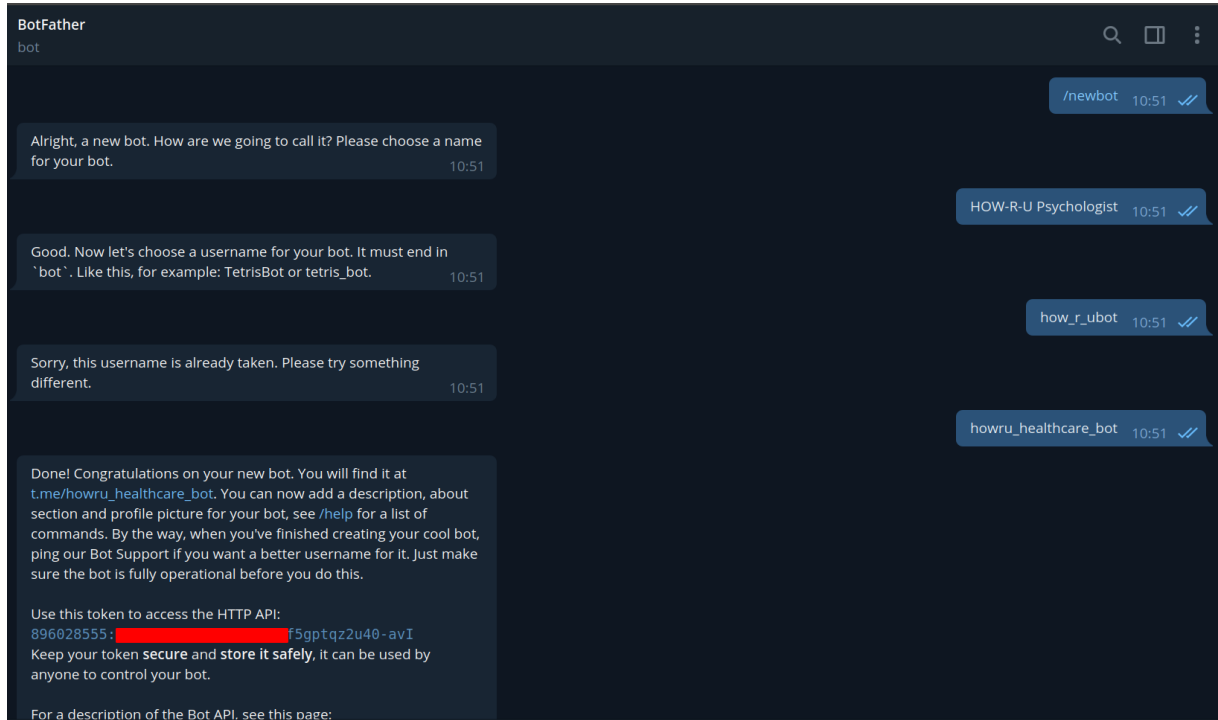 BotFather
bot
/newbot 10:51
Alright, a new bot. How are we going to call it? Please choose a name
for your bot. 10:51
HOW-R-U Psychologist 10:51
Good. Now let's choose a username for your bot. It must end in
`bot`. Like this, for example: TetrisBot or tetris_bot. 10:51
how_r_ubot 10:51
Sorry, this username is already taken. Please try something
different. 10:51
howru_healthcare_bot 10:51
Done! Congratulations on your new bot. You will find it at
t.me/howru_healthcare_bot. You can now add a description, about
section and profile picture for your bot, see /help for a list of
commands. By the way, when you've finished creating your cool bot,
ping our Bot Support if you want a better username for it. Just make
sure the bot is fully operational before you do this.
Use this token to access the HTTP API:
896028555: f5gptqz2u40-avI
Keep your token secure and store it safely, it can be used by
anyone to control your bot.
For a description of the Bot API, see this page: